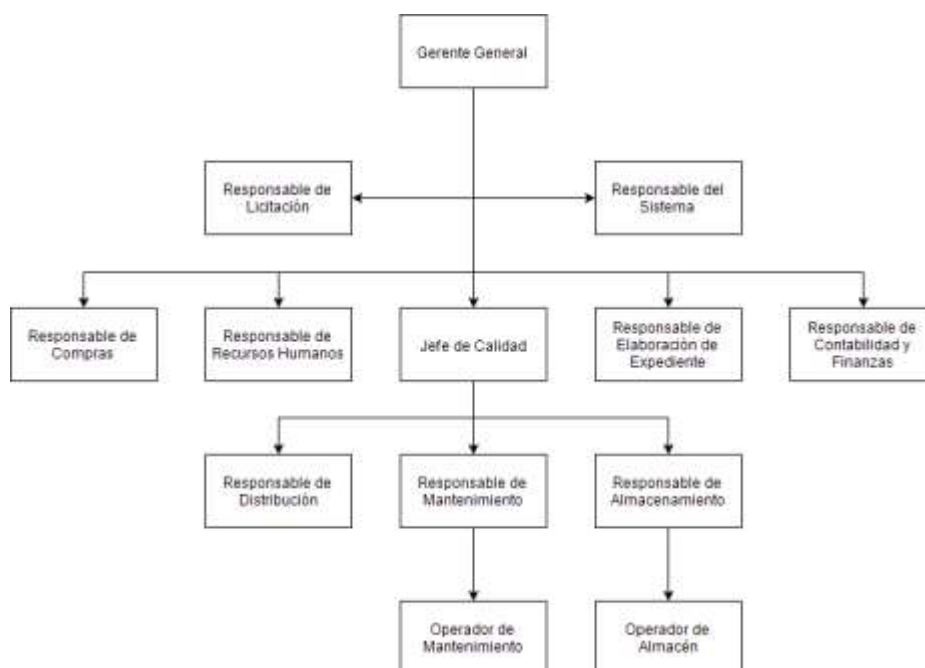 Gerente General
Responsable de
Licitación
Responsable del
Sistema
Responsable de
Compras
Responsable de
Recursos Humanos
Jefe de Calidad
Responsable de
Elaboración de
Expediente
Responsable de
Contabilidad y
Finanzas
Responsable de
Distribución
Responsable de
Mantenimiento
Responsable de
Almacenamiento
Operador de
Mantenimiento
Operador de
Almacén